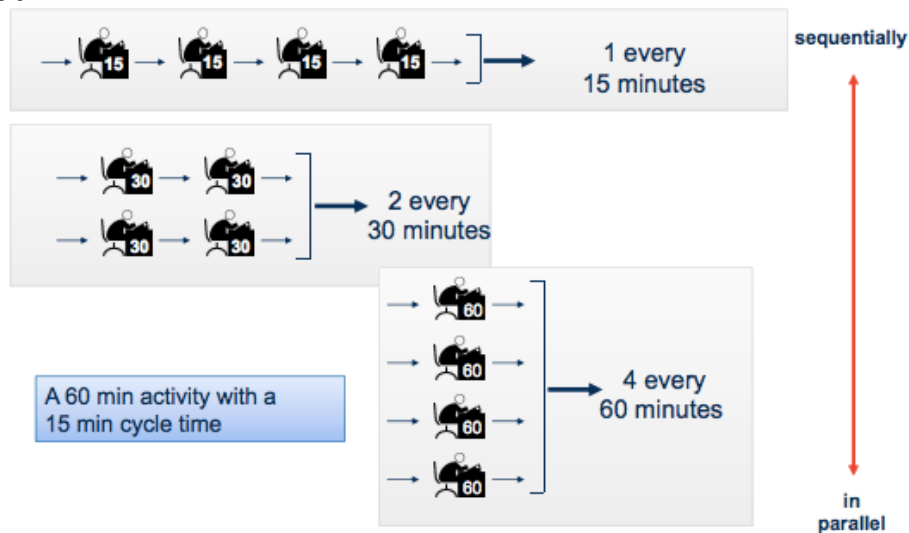 15 15 15 15
1 every
15 minutes
sequentially
30 30
30 30
2 every
30 minutes
60
60
60
60
4 every
60 minutes
A 60 min activity with a
15 min cycle time
in
parallel